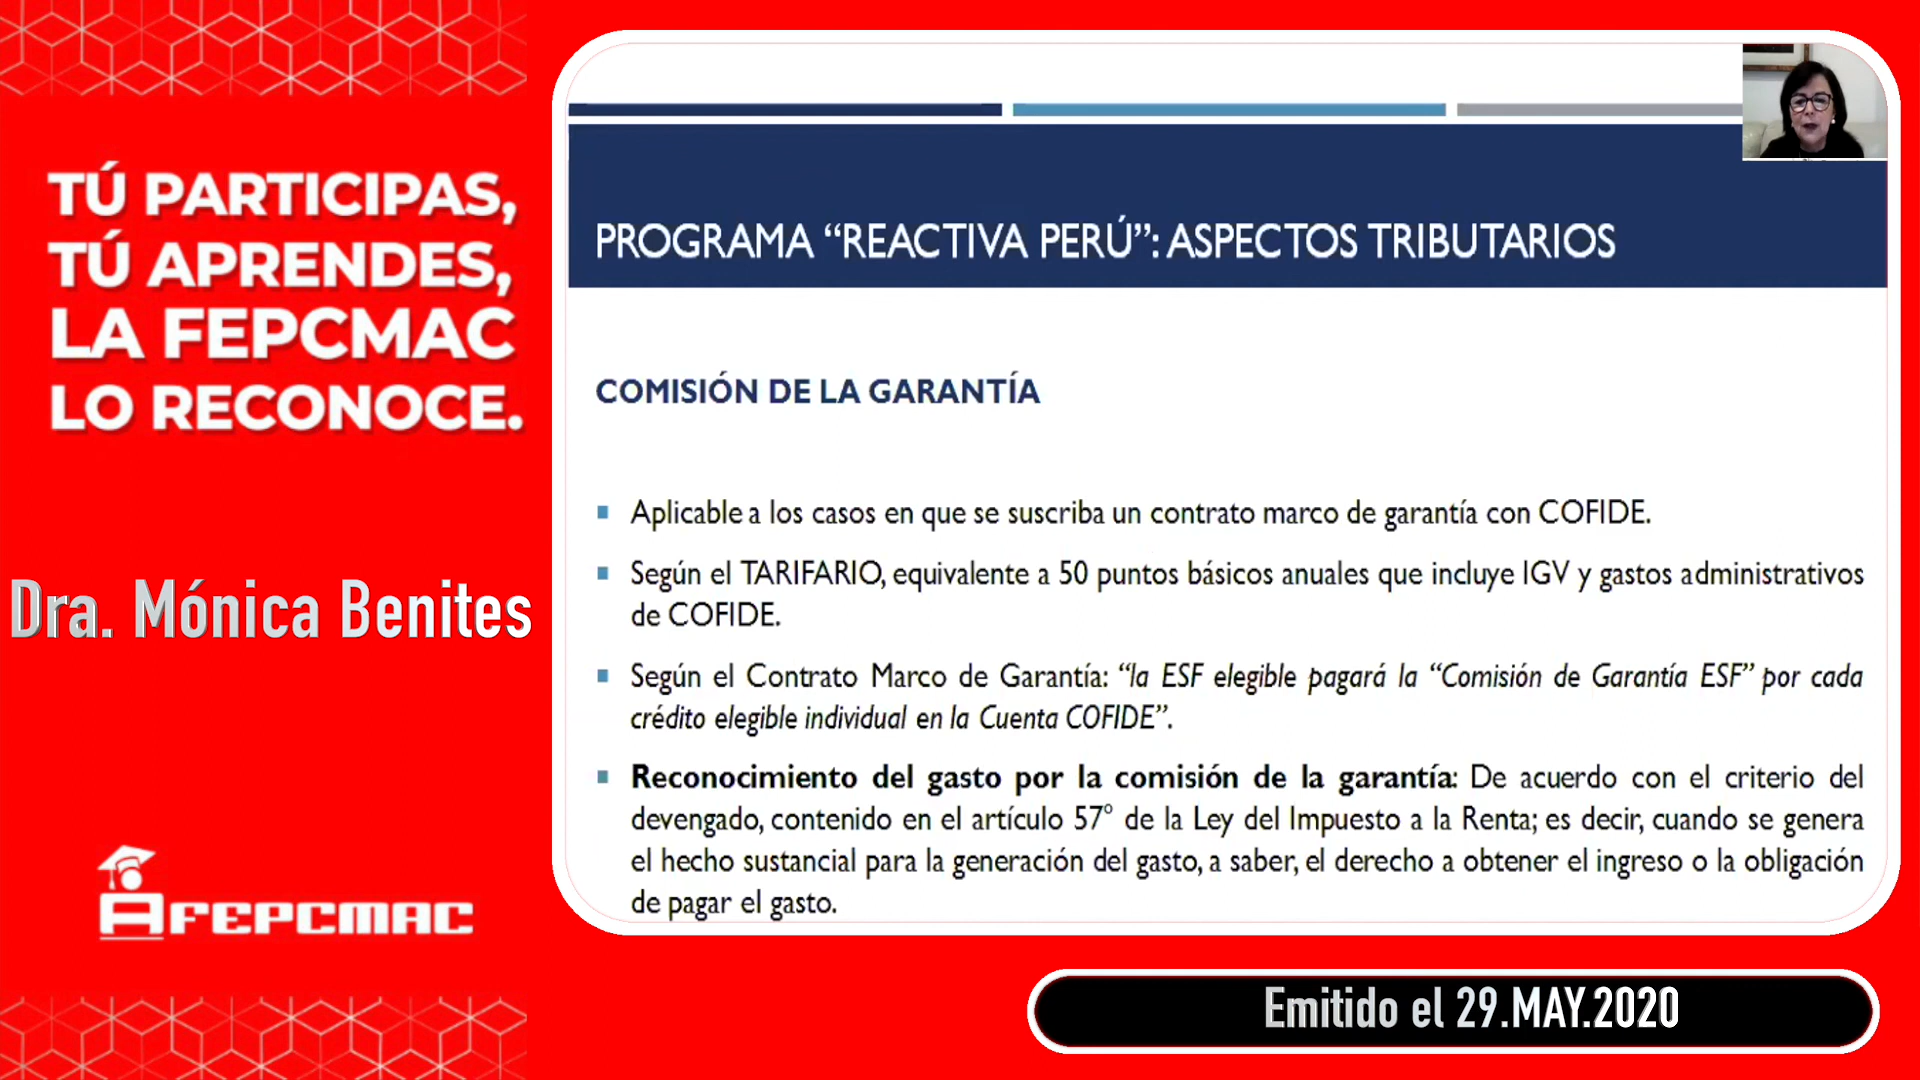 TÚ PARTICIPAS,
TÚ APRENDES,
LA FEPCMAC
LO RECONOCE.
Dra. Mónica Benites
FEPCMAC
PROGRAMA “REACTIVA PERÚ”: ASPECTOS TRIBUTARIOS
COMISIÓN DE LA GARANTÍA
Aplicable a los casos en que se suscriba un contrato marco de garantía con COFIDE.
Según el TARIFARIO, equivalente a 50 puntos básicos anuales que incluye IGV y gastos administrativos
de COFIDE.
Según el Contrato Marco de Garantía: “la ESF elegible pagará la “Comisión de Garantía ESF” por cada
crédito elegible individual en la Cuenta COFIDE”.
Reconocimiento del gasto por la comisión de la garantía: De acuerdo con el criterio del
devengado, contenido en el artículo 57° de la Ley del Impuesto a la Renta; es decir, cuando se genera
el hecho sustancial para la generación del gasto, a saber, el derecho a obtener el ingreso o la obligación
de pagar el gasto.
Emitido el 29.MAY.2020